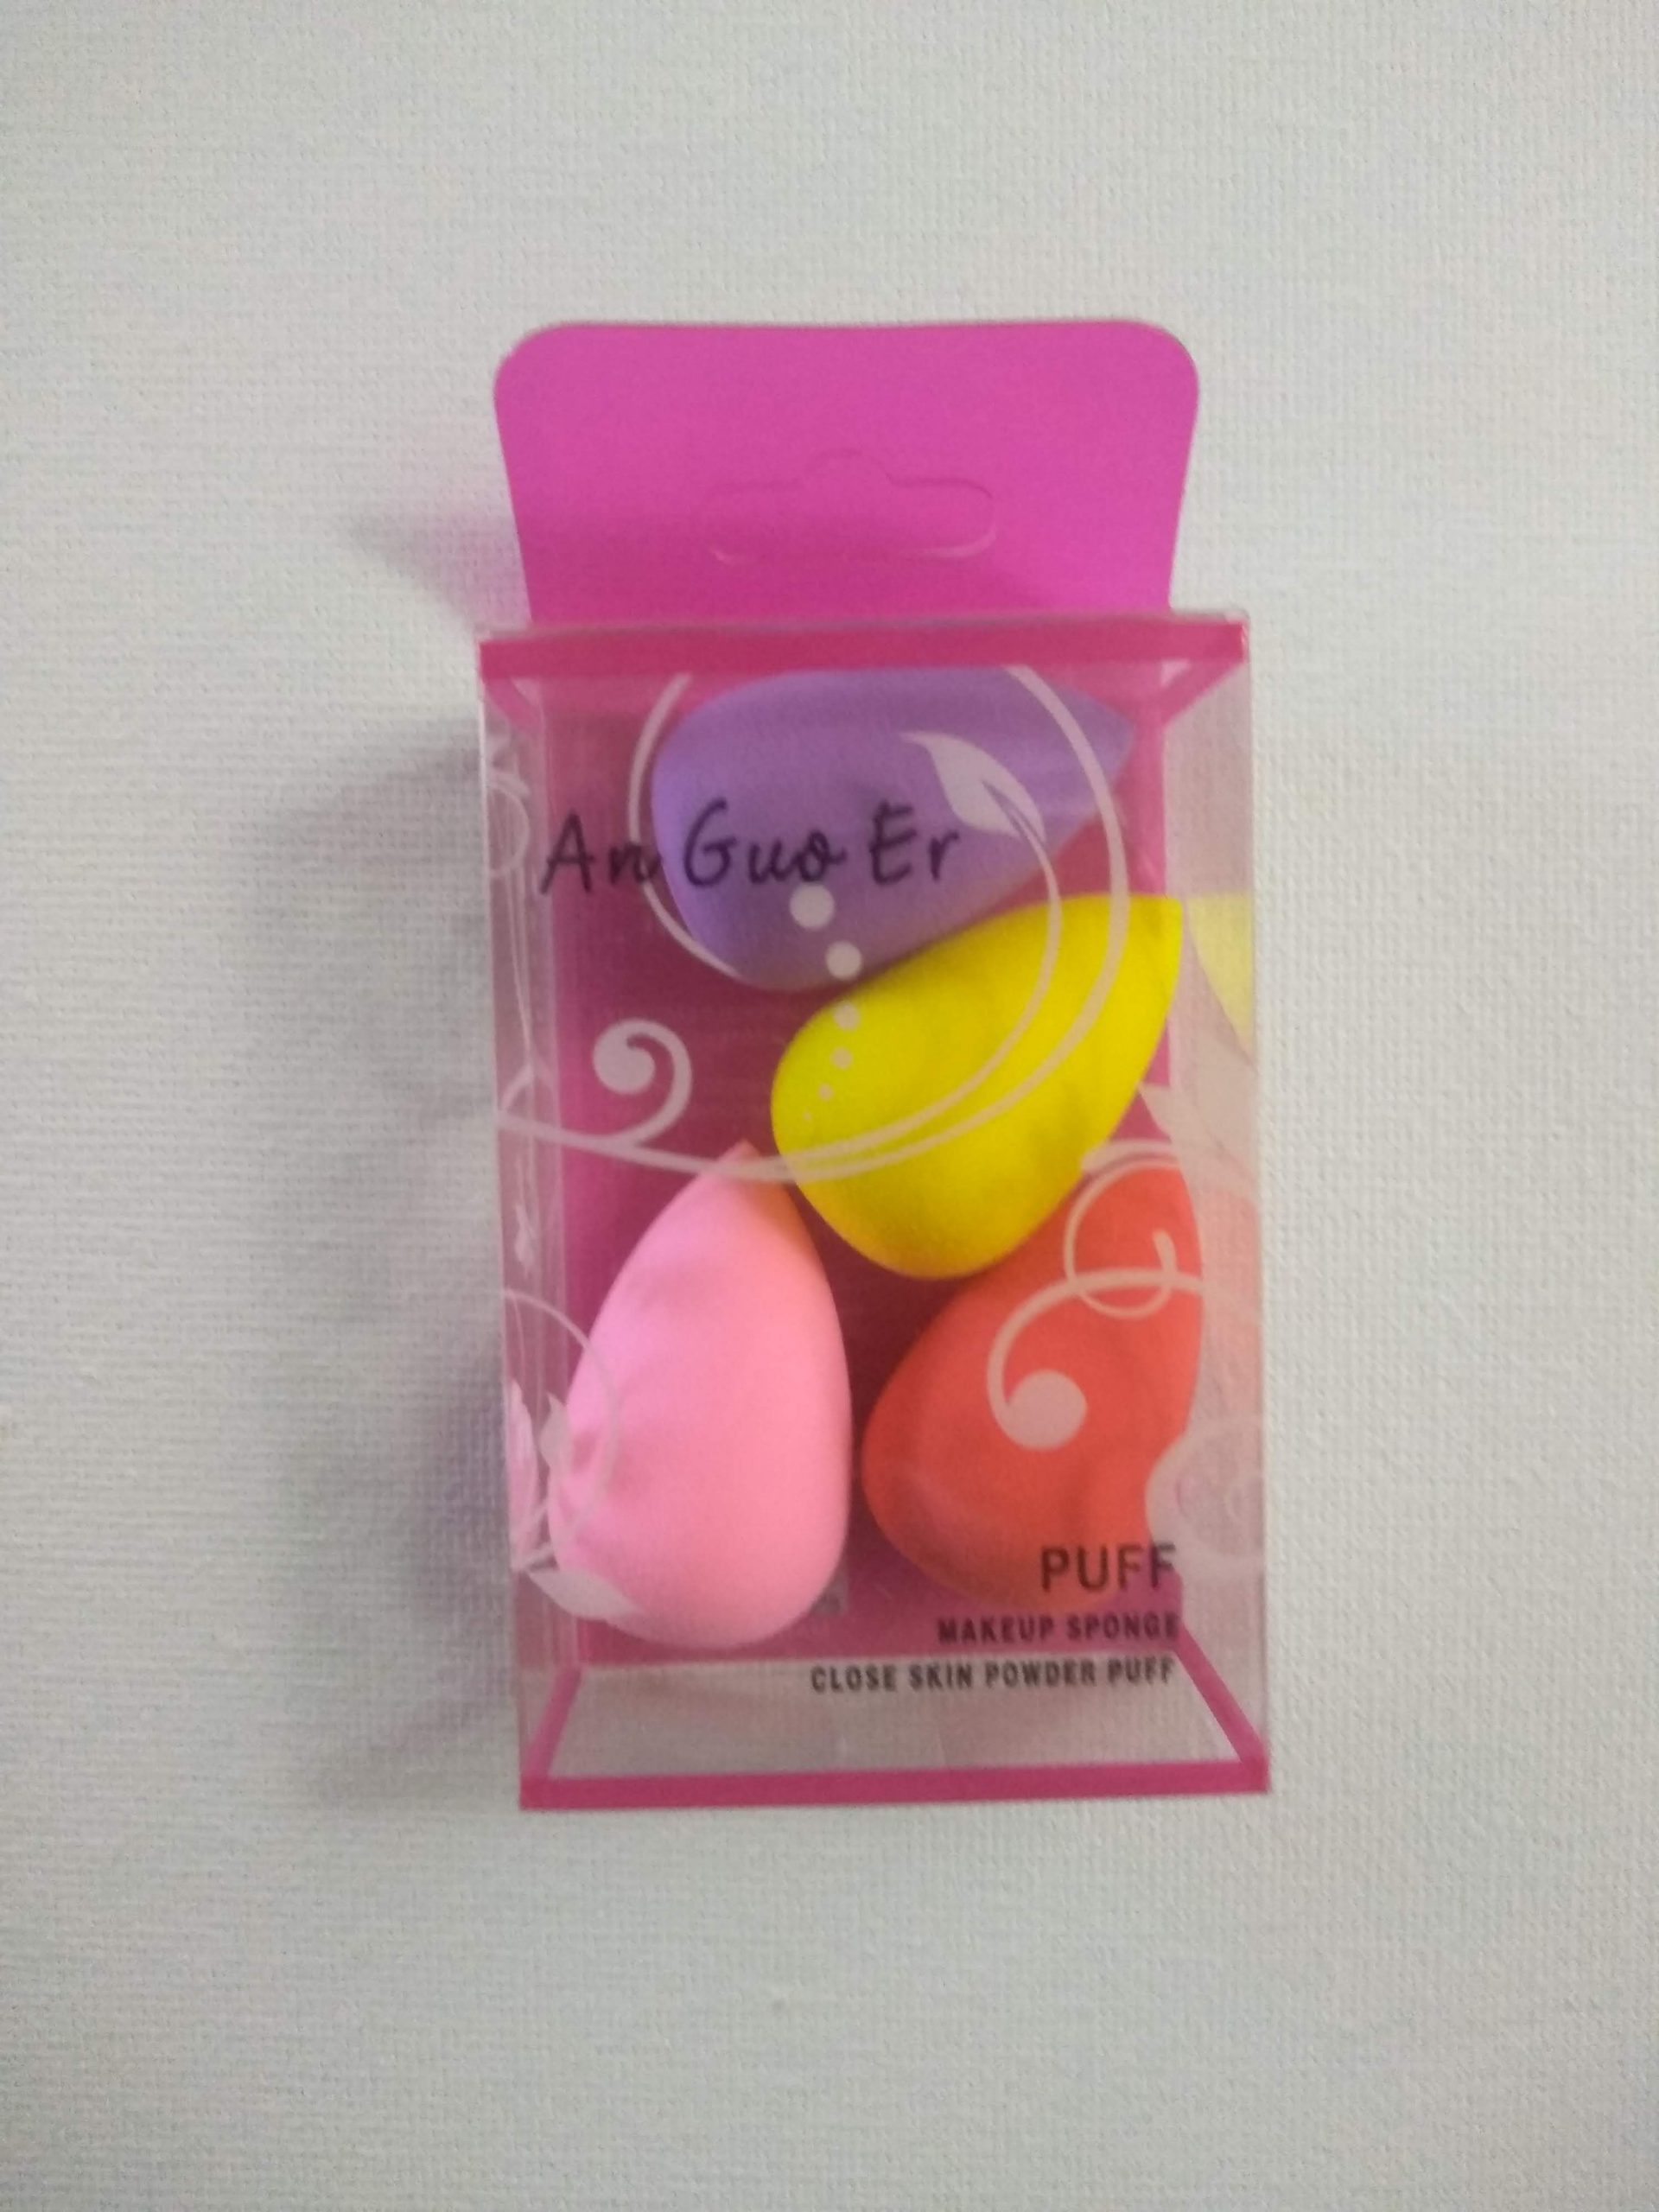 An Guo Er
PUFF
MAKEUP SPONGE
CLOSE SKIN POWDER PUFF